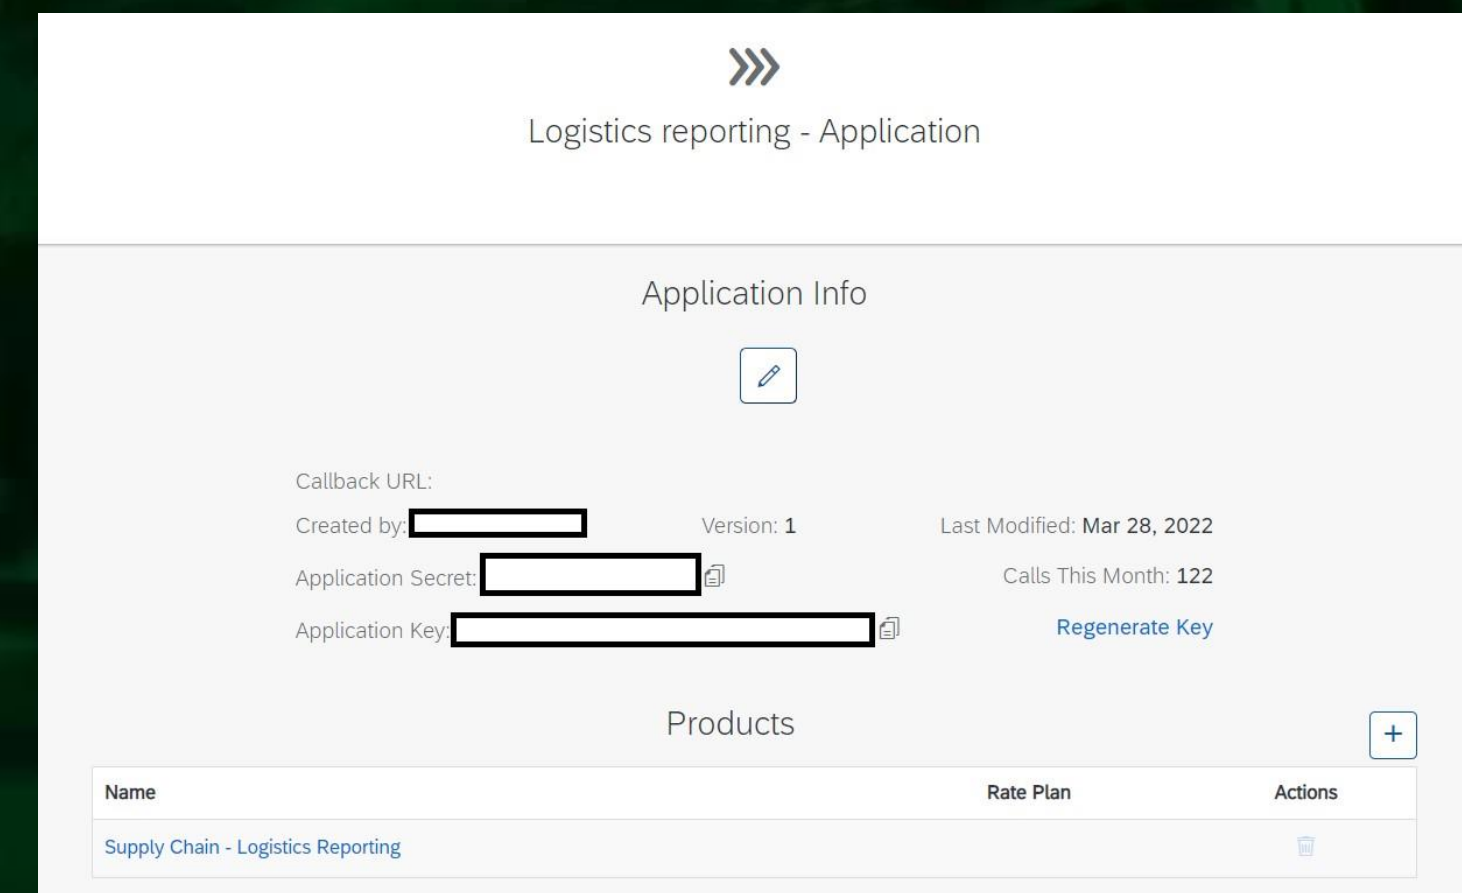 Logistics reporting - Application
Application Info
Callback URL:
Created by: Version: 1 Last Modified: Mar 28, 2022
Application Secret: Calls This Month: 122
Application Key: Regenerate Key
Products
+
Name Rate Plan Actions
Supply Chain - Logistics Reporting